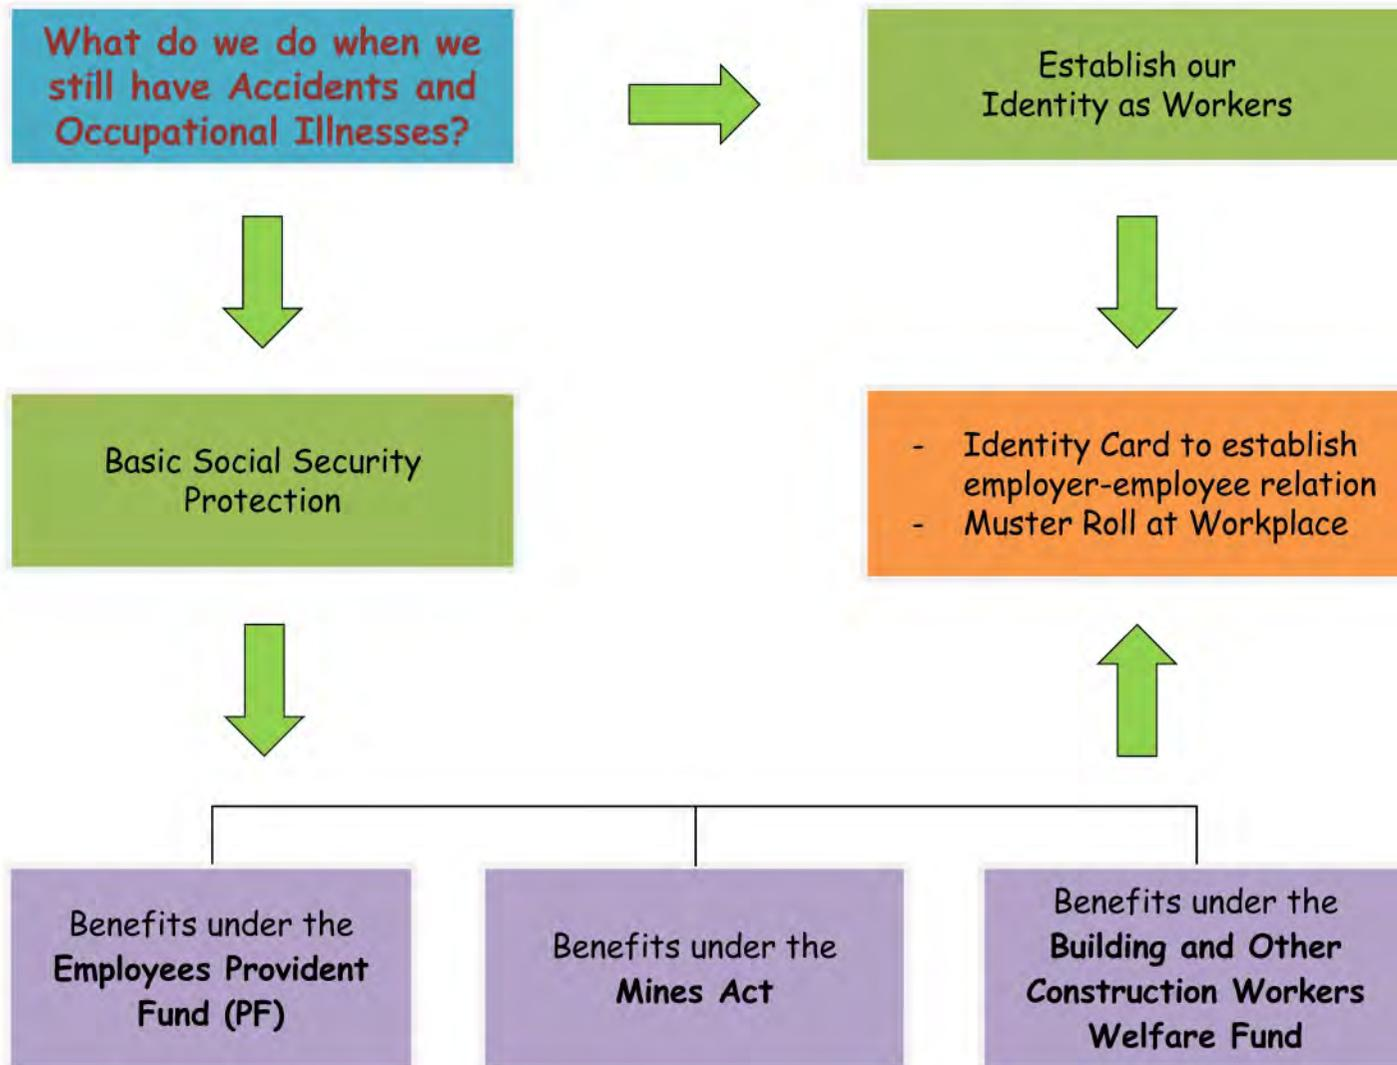 What do we do when we
still have Accidents and
Occupational Illnesses?
Establish our
Identity as Workers
Basic Social Security
Protection
- Identity Card to establish
employer-employee relation
- Muster Roll at Workplace
Benefits under the
Employees Provident
Fund (PF)
Benefits under the
Mines Act
Benefits under the
Building and Other
Construction Workers
Welfare Fund